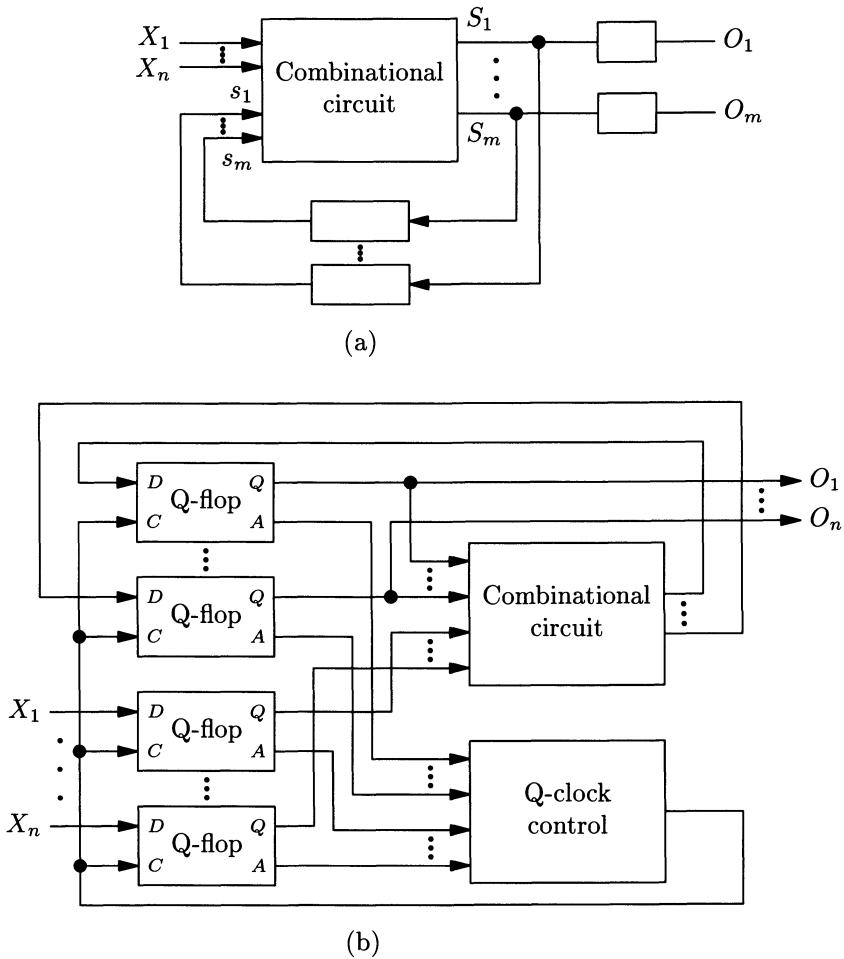 S₁
X₁
O₁
Xₙ
Combinational
circuit
s₁
Oₘ
Sₘ
sₘ
(a)
D Q
Q-flop
C A
O₁
Oₙ
D Q
Q-flop
C A
Combinational
circuit
X₁
D Q
Q-flop
C A
Q-clock
control
Xₙ
D Q
Q-flop
C A
(b)